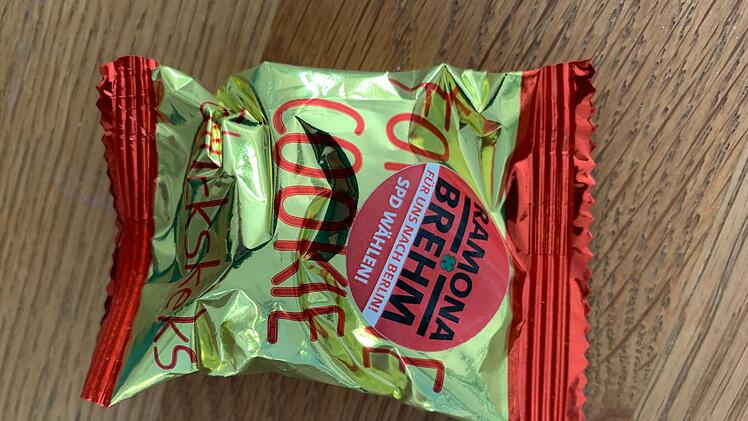 RAMONA
BREHM
FÜR UNS NACH BERLIN!
SPD WÄHLEN!
COOKIE